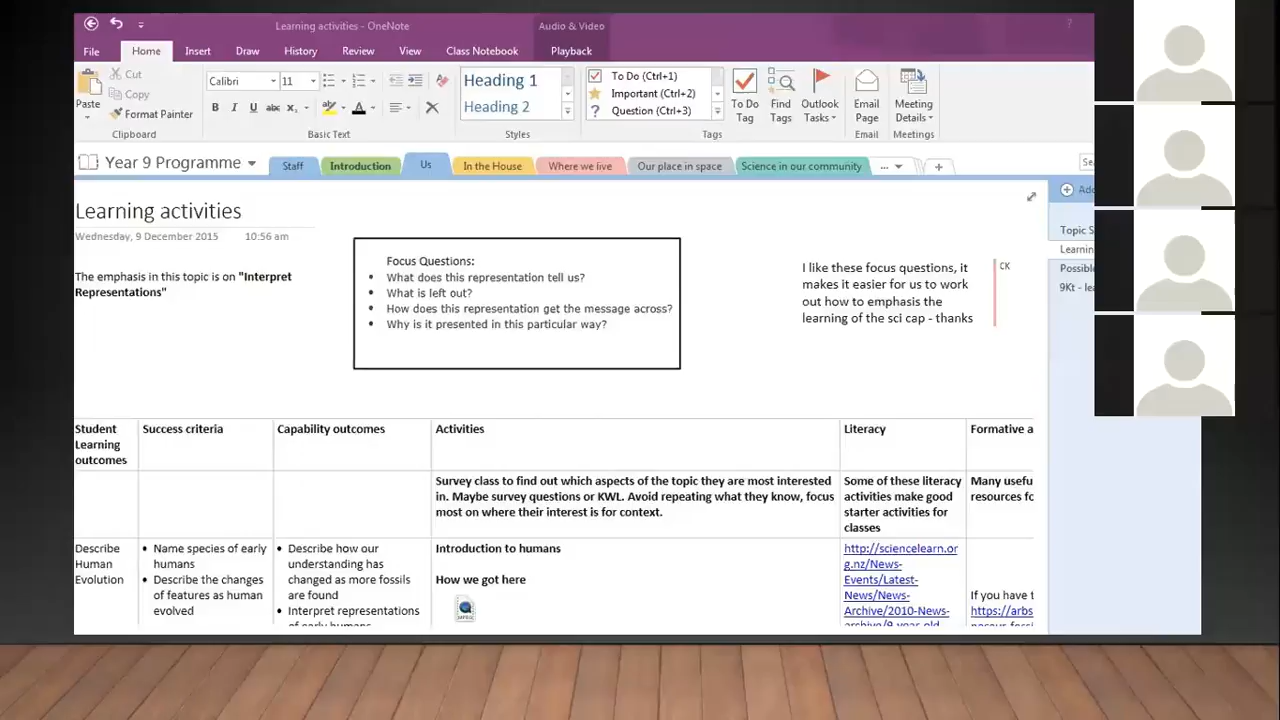 Learning activities - OneNote
Audio & Video
?
File
Home
Insert
Draw
History
Review
View
Class Notebook
Playback
Paste
Cut
Copy
Format Painter
Clipboard
Calibri
11
B I U abc x
A
Basic Text
Heading 1
Heading 2
Styles
To Do (Ctrl+1)
Important (Ctrl+2)
? Question (Ctrl+3)
To Do
Tag
Find
Tags
Outlook
Tasks
Tags
Email
Page
Email
Meeting
Details
Meetings
Year 9 Programme
Staff
Introduction
Us
In the House
Where we live
Our place in space
Science in our community
...
+
Learning activities
Wednesday, 9 December 2015 10:56 am
The emphasis in this topic is on "Interpret
Representations"
Focus Questions:
• What does this representation tell us?
• What is left out?
• How does this representation get the message across?
• Why is it presented in this particular way?
I like these focus questions, it
makes it easier for us to work
out how to emphasis the
learning of the sci cap - thanks
CK
Topic S
Learnin
Possible
9Kt - lea
Student
Learning
outcomes
Success criteria
Capability outcomes
Activities
Literacy
Formative a
Survey class to find out which aspects of the topic they are most interested
in. Maybe survey questions or KWL. Avoid repeating what they know, focus
most on where their interest is for context.
Some of these literacy
activities make good
starter activities for
classes
Many usefu
resources fo
Describe
Human
Evolution
• Name species of early
humans
• Describe the changes
of features as human
evolved
• Describe how our
understanding has
changed as more fossils
are found
• Interpret representations
of early humans
Introduction to humans
How we got here
http://sciencelearn.or
g.nz/News-
Events/Latest-
News/News-
Archive/2010-News-
archive/9-year-old
If you have t
https://arbs